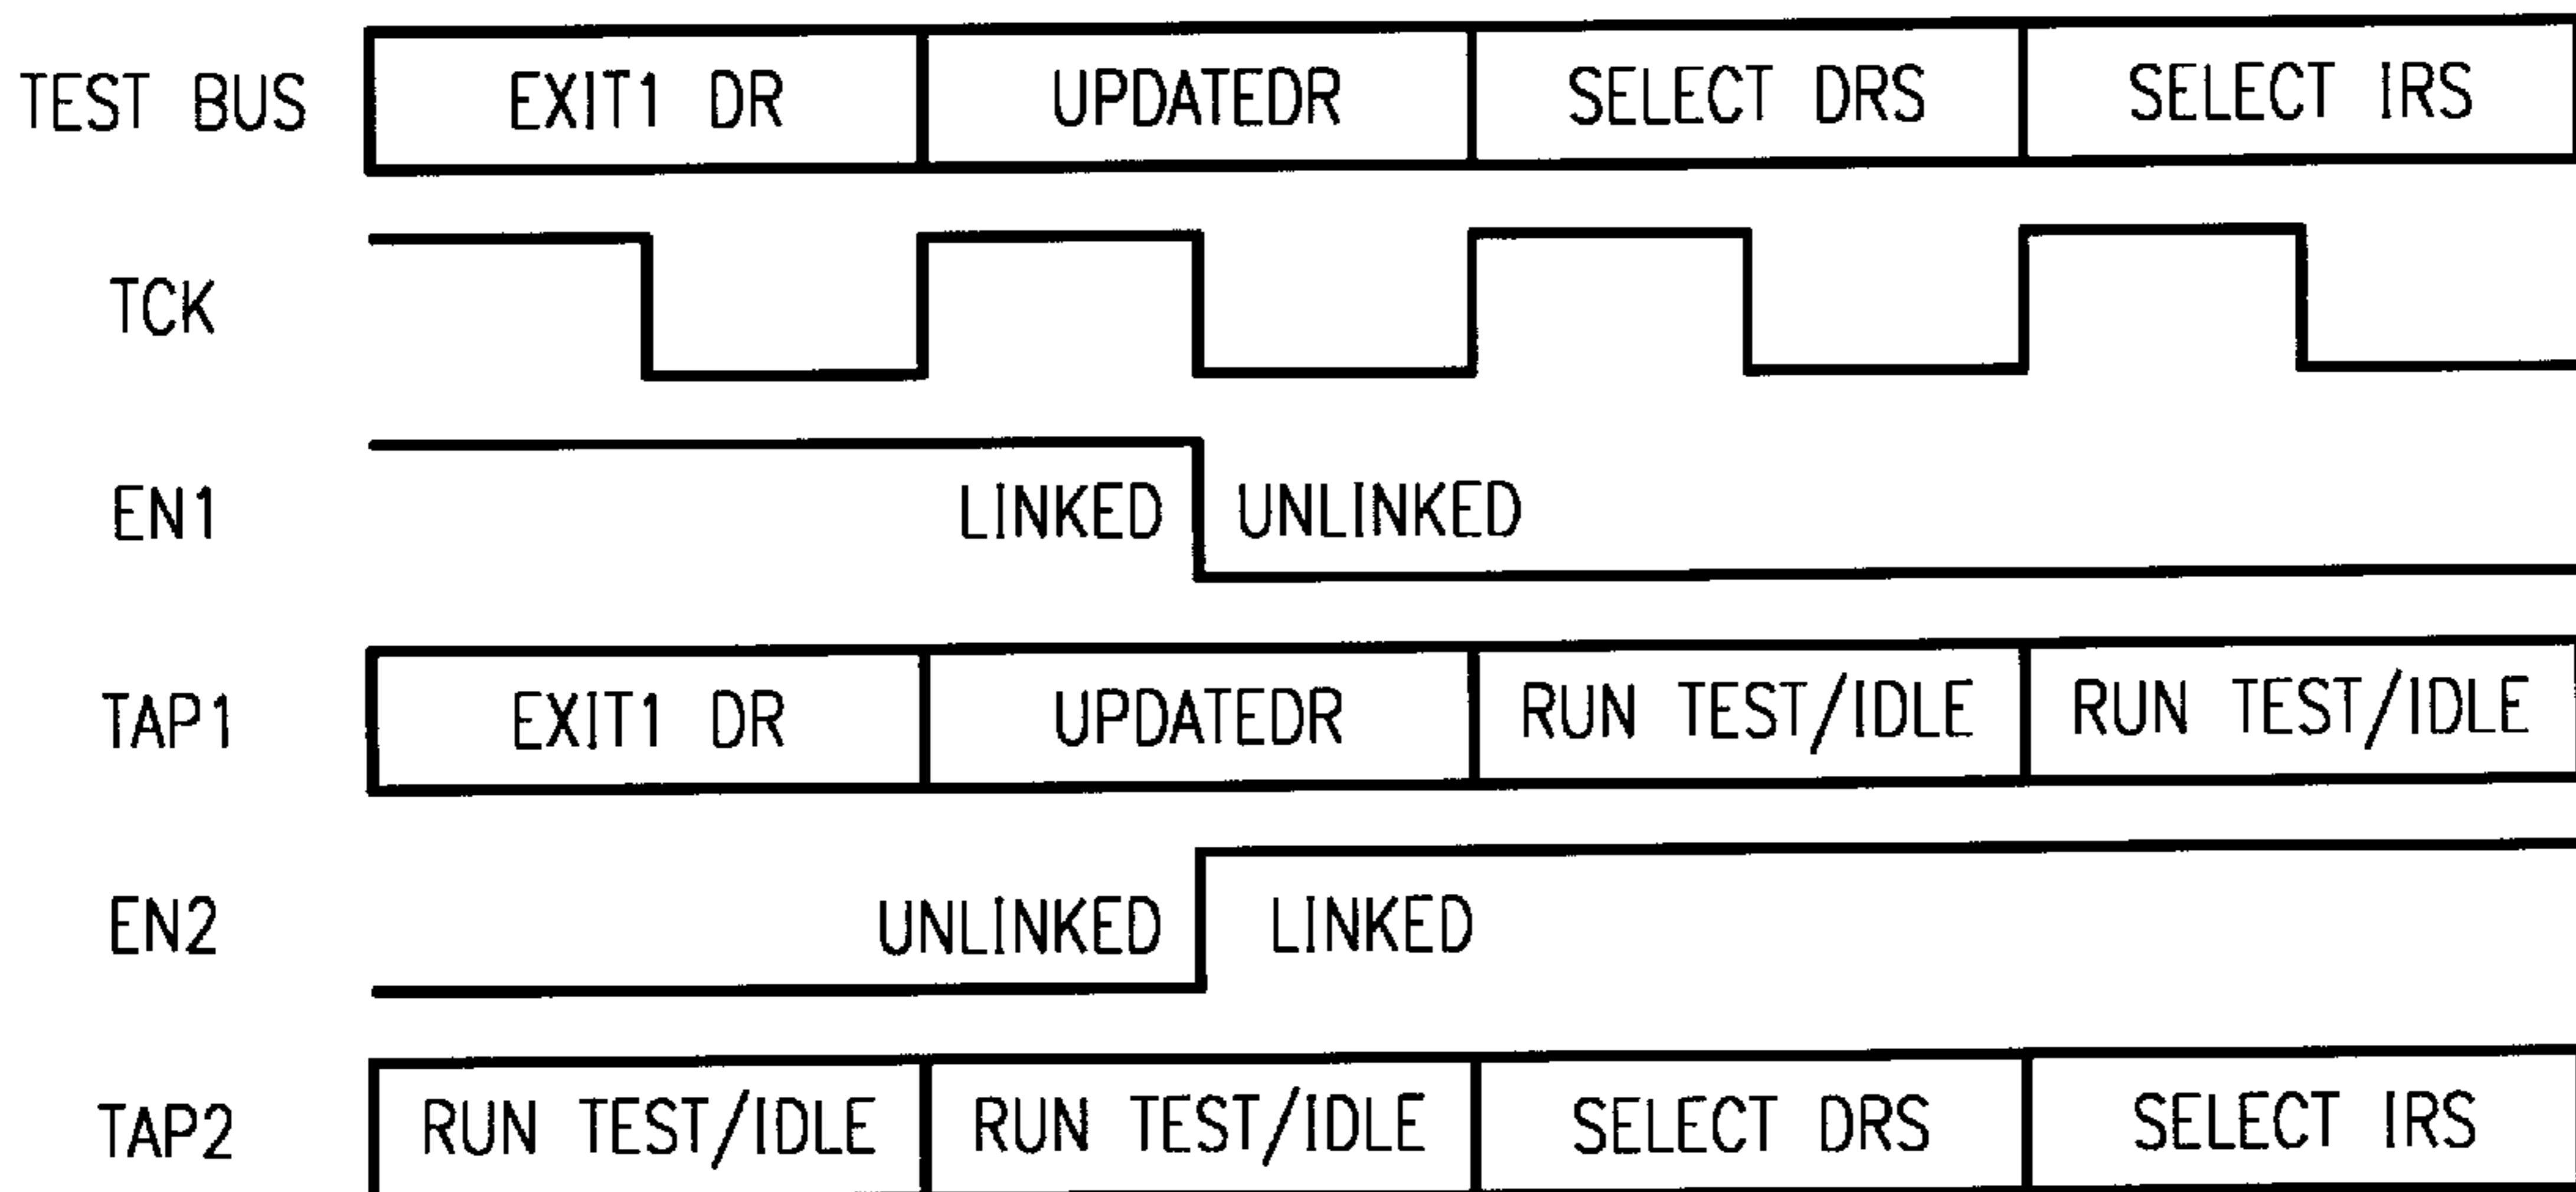 TEST BUS EXIT1 DR UPDATEDR SELECT DRS SELECT IRS
TCK
EN1 LINKED UNLINKED
TAP1 EXIT1 DR UPDATEDR RUN TEST/IDLE RUN TEST/IDLE
EN2 UNLINKED LINKED
TAP2 RUN TEST/IDLE RUN TEST/IDLE SELECT DRS SELECT IRS